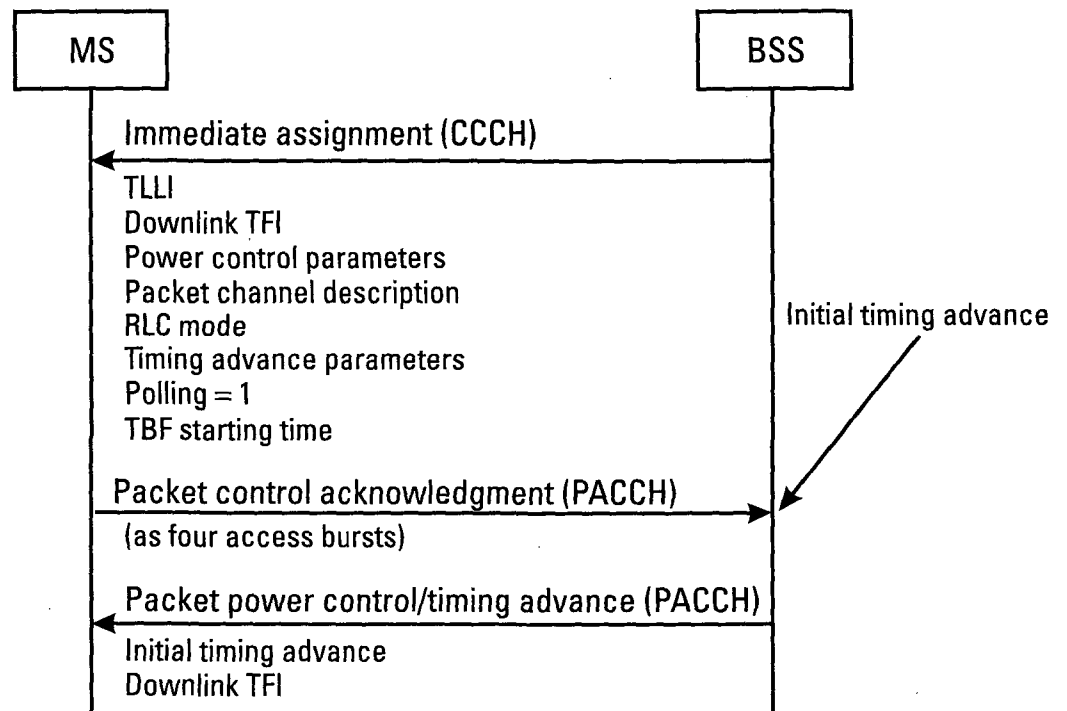 MS
BSS
Immediate assignment (CCCH)
TLLI
Downlink TFI
Power control parameters
Packet channel description
RLC mode
Timing advance parameters
Polling = 1
TBF starting time
Initial timing advance
Packet control acknowledgment (PACCH)
(as four access bursts)
Packet power control/timing advance (PACCH)
Initial timing advance
Downlink TFI